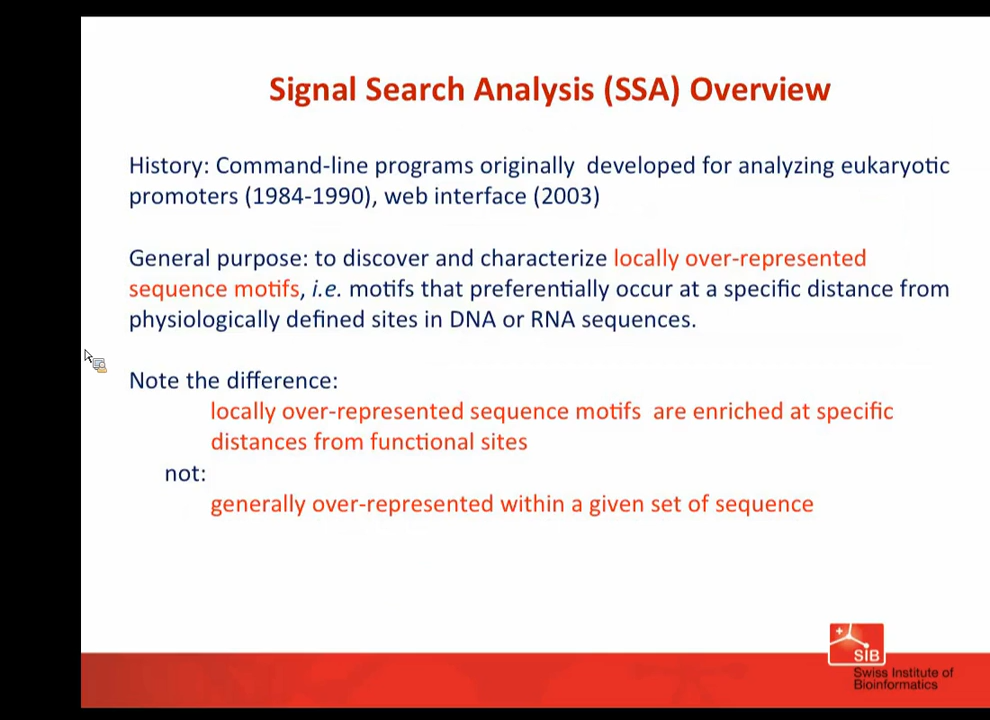 Signal Search Analysis (SSA) Overview
History: Command-line programs originally developed for analyzing eukaryotic
promoters (1984-1990), web interface (2003)
General purpose: to discover and characterize locally over-represented
sequence motifs, i.e. motifs that preferentially occur at a specific distance from
physiologically defined sites in DNA or RNA sequences.
Note the difference:
locally over-represented sequence motifs are enriched at specific
distances from functional sites
not:
generally over-represented within a given set of sequence
SIB
Swiss Institute of
Bioinformatics